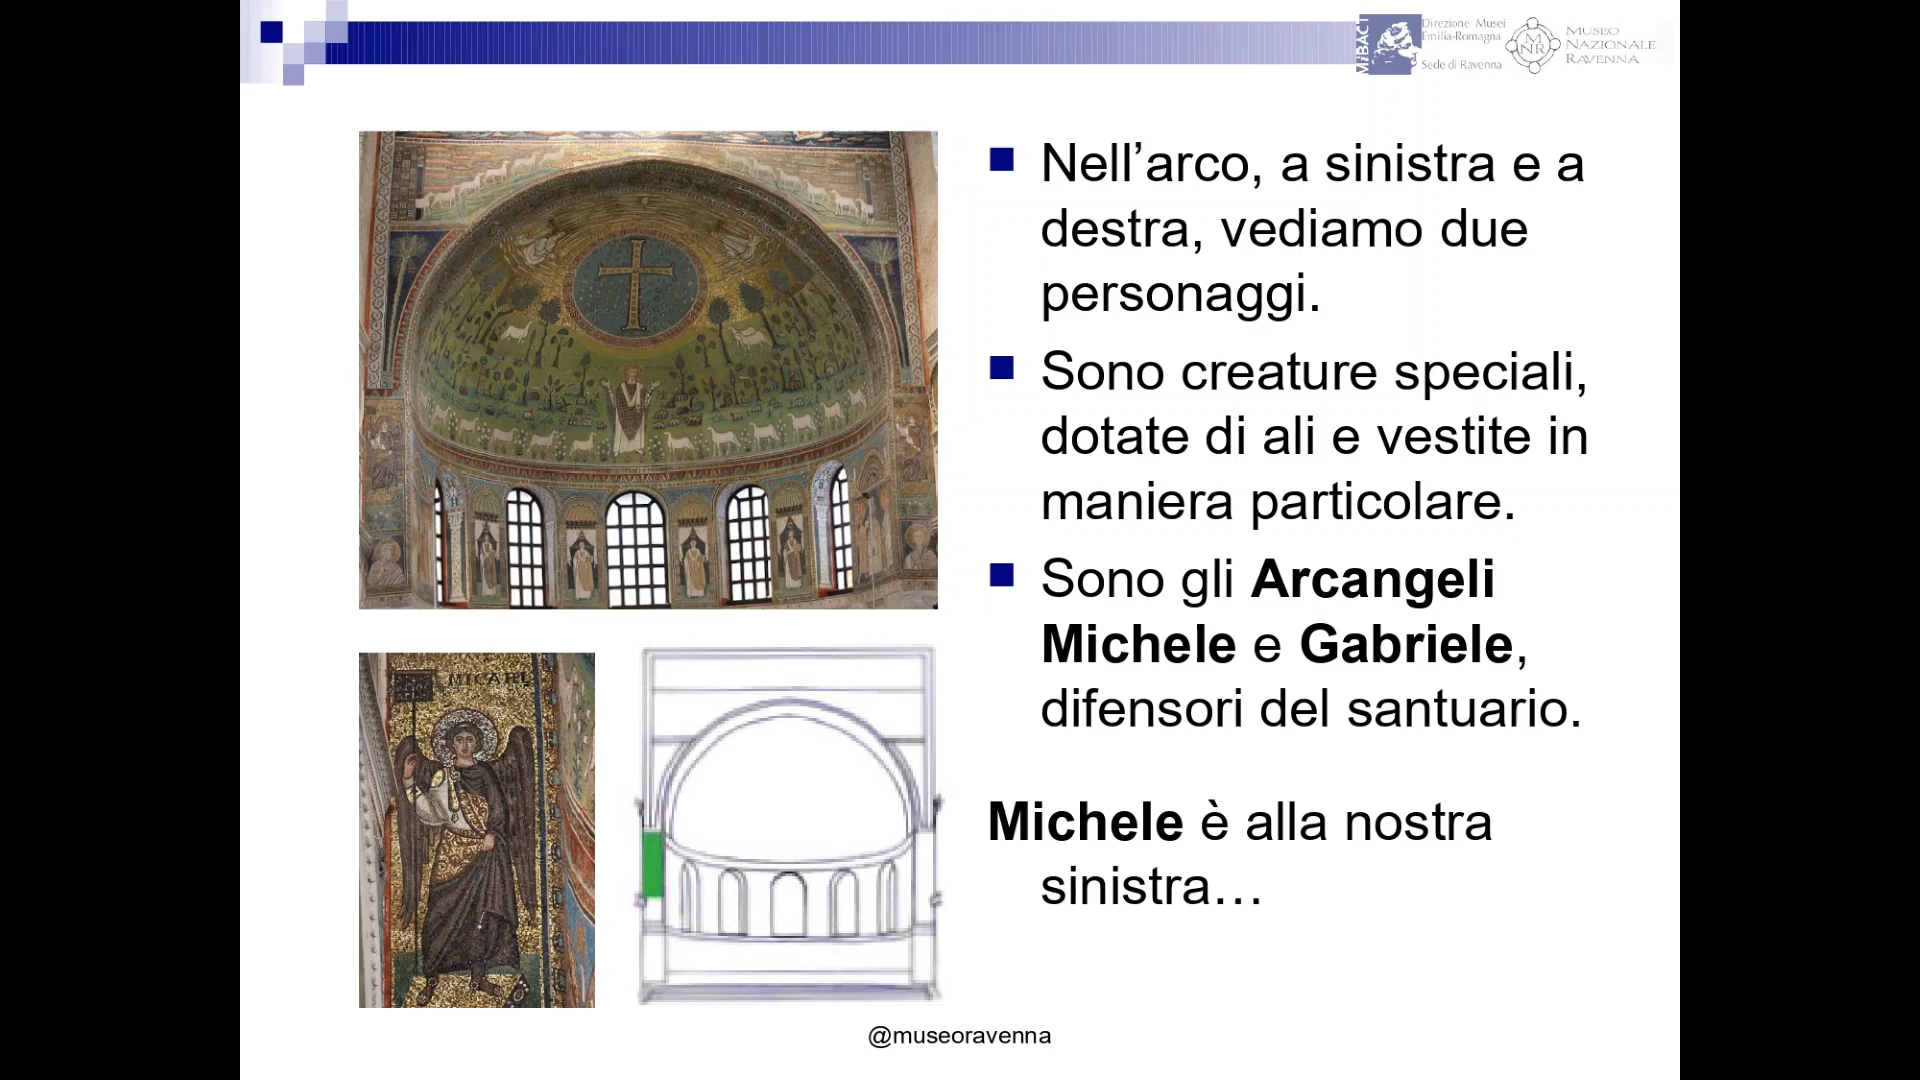 MiBACT
Direzione Musei
Emilia-Romagna
Sede di Ravenna
MNR
MUSEO
NAZIONALE
RAVENNA
Nell’arco, a sinistra e a
destra, vediamo due
personaggi.
Sono creature speciali,
dotate di ali e vestite in
maniera particolare.
Sono gli Arcangeli
Michele e Gabriele,
difensori del santuario.
MICAHEL
Michele è alla nostra
sinistra…
@museoravenna